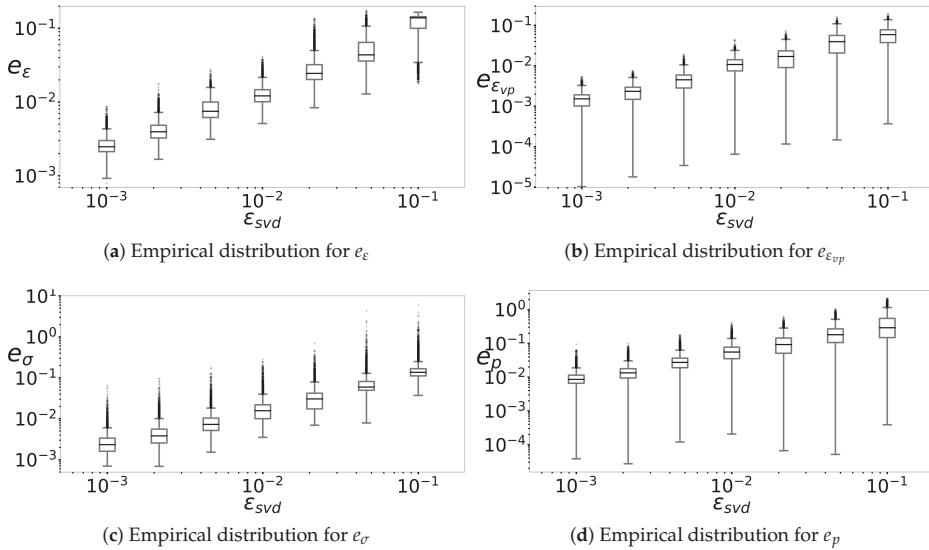 10⁻¹
e_ε
10⁻²
10⁻³
10⁻³ 10⁻² 10⁻¹
ε_svd
(a) Empirical distribution for e_ε
10⁻¹
e_ε_vp
10⁻²
10⁻³
10⁻⁴
10⁻⁵
10⁻³ 10⁻² 10⁻¹
ε_svd
(b) Empirical distribution for e_ε_vp
10¹
10⁰
e_σ
10⁻¹
10⁻²
10⁻³
10⁻³ 10⁻² 10⁻¹
ε_svd
(c) Empirical distribution for e_σ
10⁰
10⁻¹
e_p
10⁻²
10⁻³
10⁻⁴
10⁻³ 10⁻² 10⁻¹
ε_svd
(d) Empirical distribution for e_p